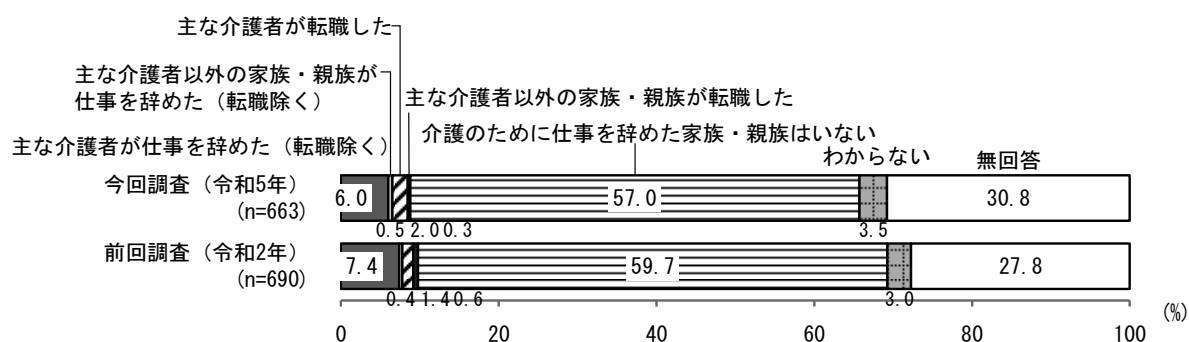 主な介護者が転職した
主な介護者以外の家族・親族が
仕事を辞めた（転職除く）
主な介護者以外の家族・親族が転職した
介護のために仕事を辞めた家族・親族はいない
主な介護者が仕事を辞めた（転職除く）
わからない
無回答
今回調査（令和5年）
(n=663)
6.0
57.0
30.8
0.5 2.0 0.3
3.5
前回調査（令和2年）
(n=690)
7.4
59.7
27.8
0.4 1.4 0.6
3.0
(%)
0 20 40 60 80 100